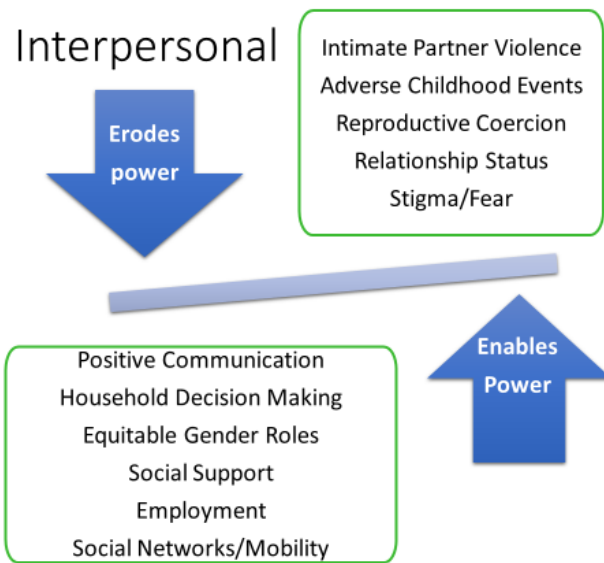 Interpersonal
Erodes
power
Intimate Partner Violence
Adverse Childhood Events
Reproductive Coercion
Relationship Status
Stigma/Fear
Positive Communication
Household Decision Making
Equitable Gender Roles
Social Support
Employment
Social Networks/Mobility
Enables
Power